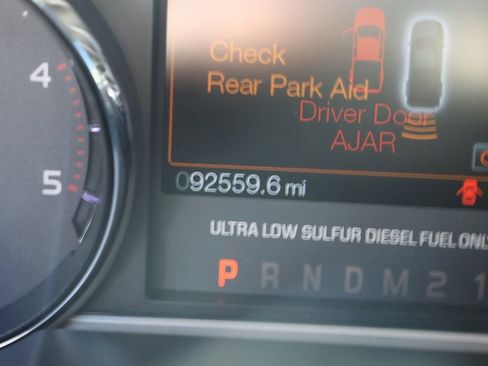 4
5
Check
Rear Park Aid
Driver Door
AJAR
092559.6 mi
ULTRA LOW SULFUR DIESEL FUEL ONLY
P R N D M 2 1